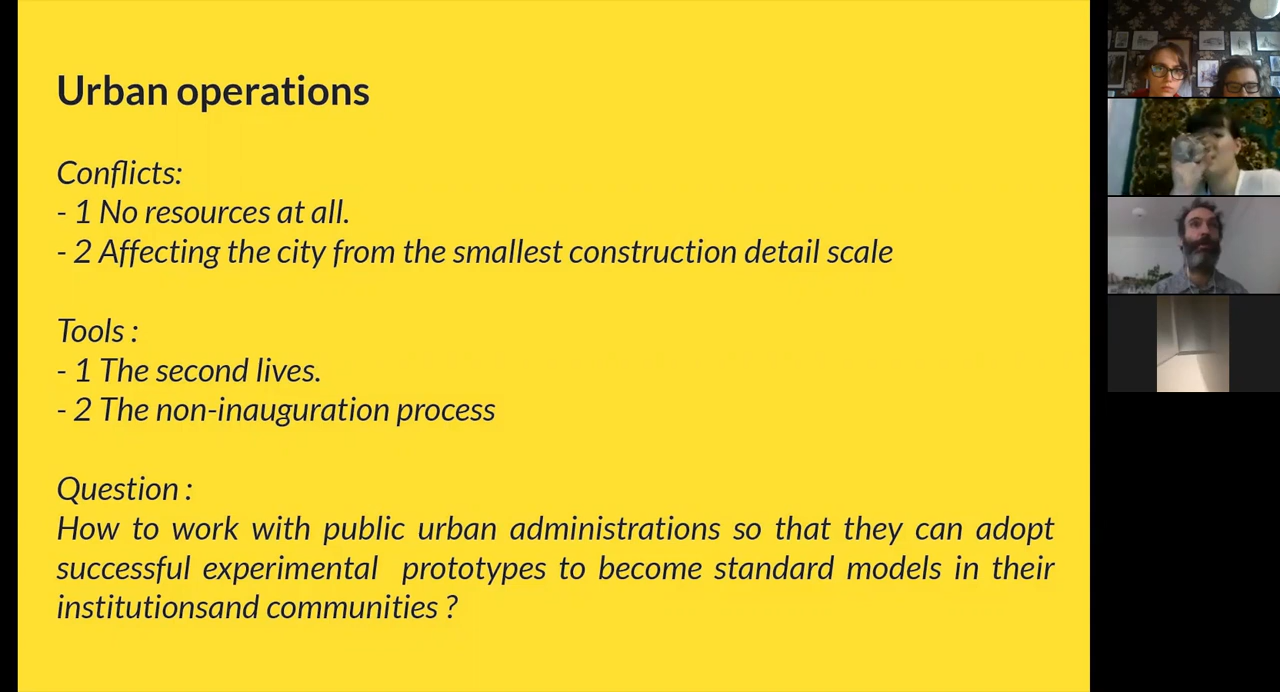 Urban operations
Conflicts:
- 1 No resources at all.
- 2 Affecting the city from the smallest construction detail scale
Tools :
- 1 The second lives.
- 2 The non-inauguration process
Question :
How to work with public urban administrations so that they can adopt
successful experimental prototypes to become standard models in their
institutionsand communities ?